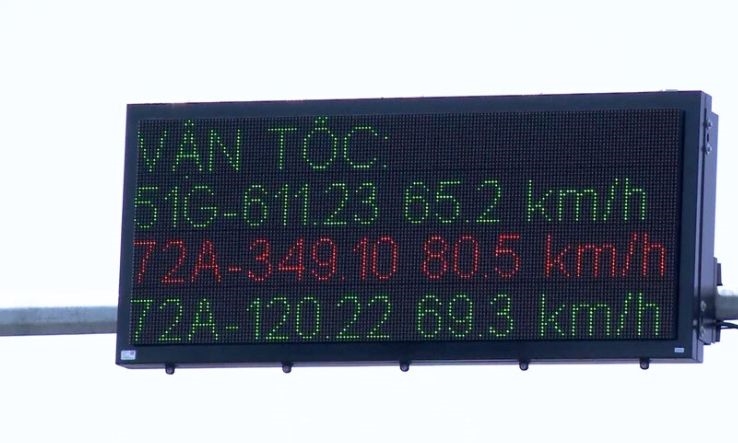 VẬN TỐC:
51G-611.23 65.2 km/h
72A-349.10 80.5 km/h
72A-120.22 69.3 km/h